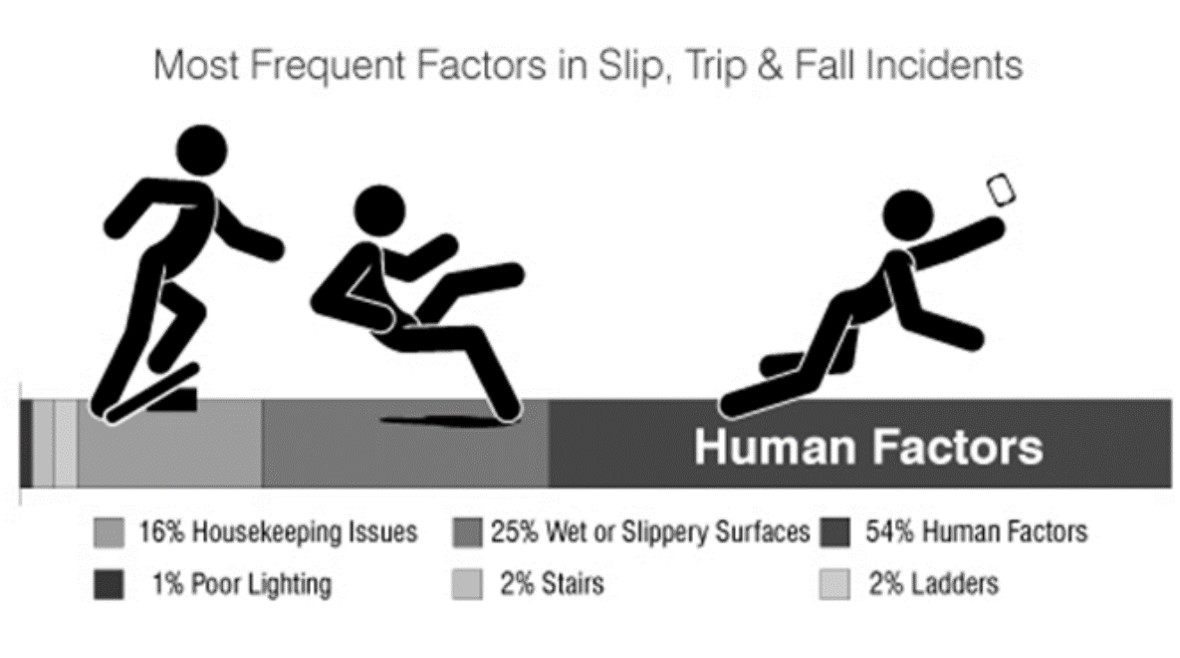 Most Frequent Factors in Slip, Trip & Fall Incidents
Human Factors
16% Housekeeping Issues
25% Wet or Slippery Surfaces
54% Human Factors
1% Poor Lighting
2% Stairs
2% Ladders